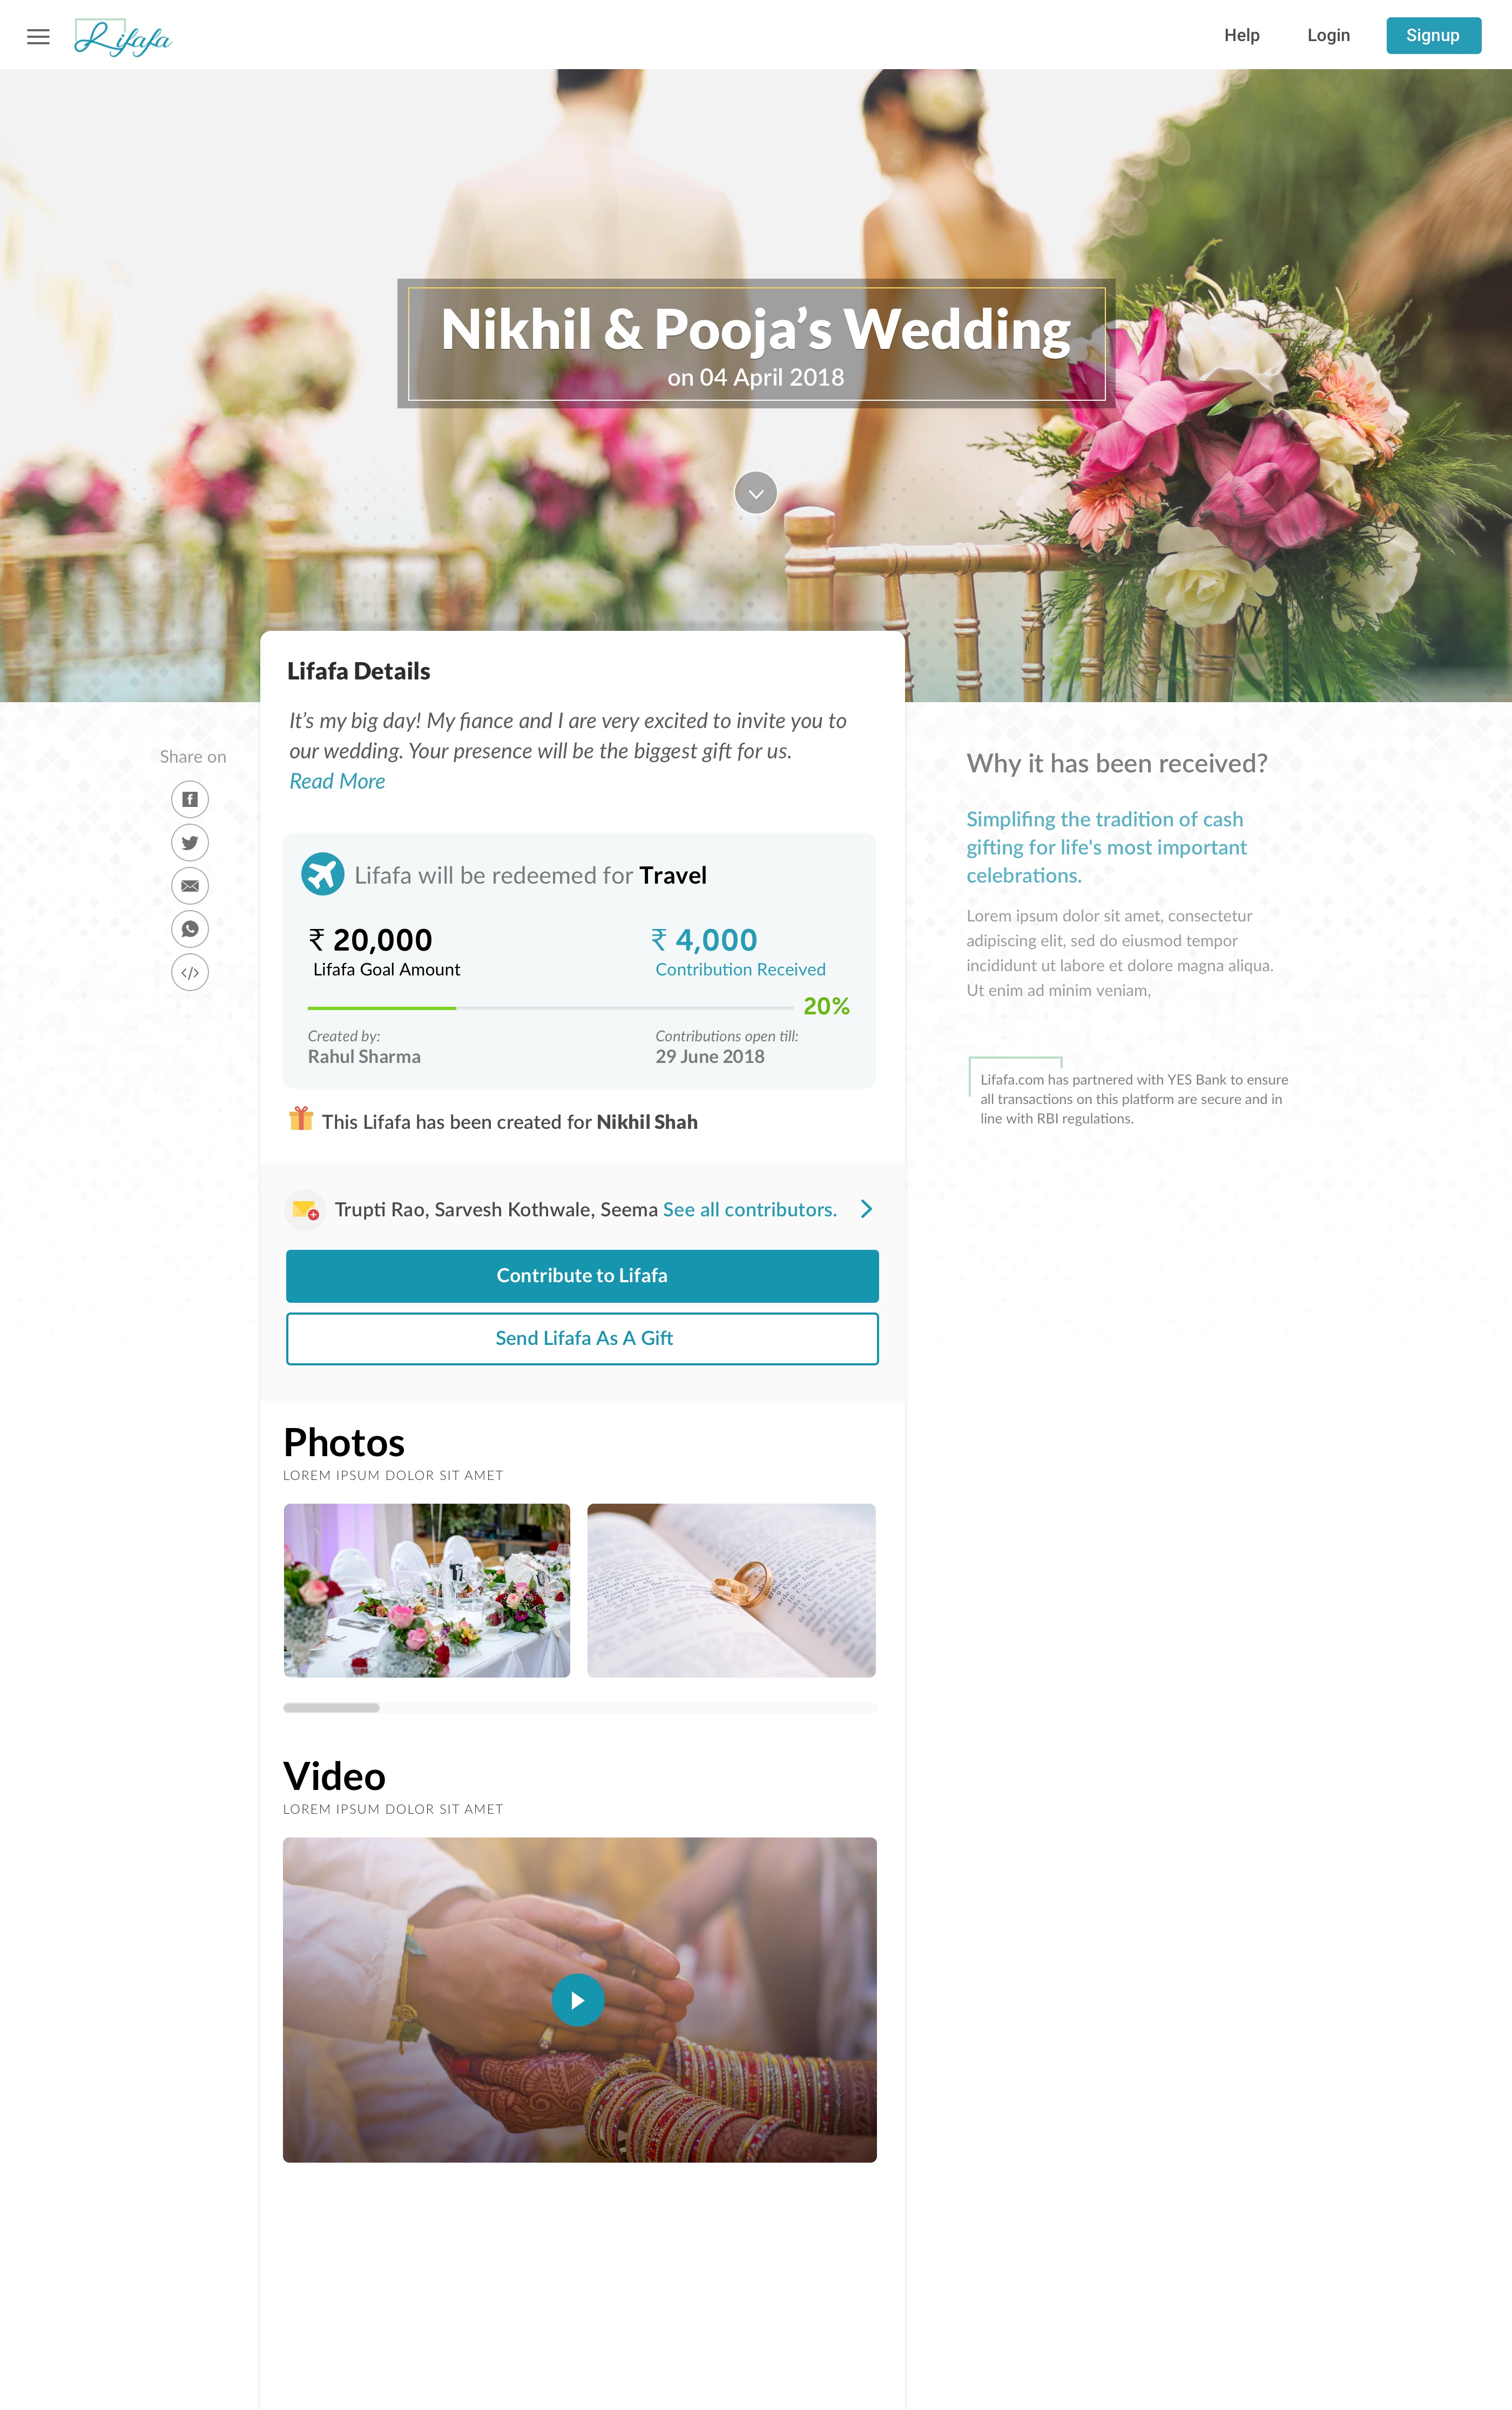 Lifafa
Help
Login
Signup
Nikhil & Pooja’s Wedding
on 04 April 2018
Lifafa Details
It’s my big day! My fiance and I are very excited to invite you to
our wedding. Your presence will be the biggest gift for us.
Read More
Share on
Lifafa will be redeemed for Travel
₹ 20,000
Lifafa Goal Amount
₹ 4,000
Contribution Received
20%
Created by:
Rahul Sharma
Contributions open till:
29 June 2018
This Lifafa has been created for Nikhil Shah
Trupti Rao, Sarvesh Kothwale, Seema See all contributors.
Contribute to Lifafa
Send Lifafa As A Gift
Why it has been received?
Simplifing the tradition of cash
gifting for life's most important
celebrations.
Lorem ipsum dolor sit amet, consectetur
adipiscing elit, sed do eiusmod tempor
incididunt ut labore et dolore magna aliqua.
Ut enim ad minim veniam,
Lifafa.com has partnered with YES Bank to ensure
all transactions on this platform are secure and in
line with RBI regulations.
Photos
LOREM IPSUM DOLOR SIT AMET
Video
LOREM IPSUM DOLOR SIT AMET